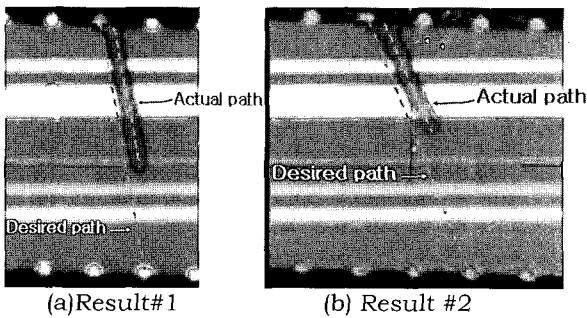 Actual path
Desired path
(a)Result#1
Actual path
Desired path
(b) Result #2